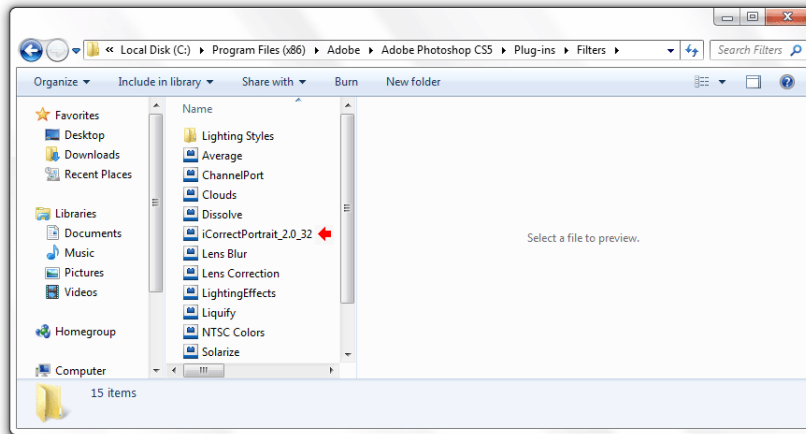 « Local Disk (C:) ▸ Program Files (x86) ▸ Adobe ▸ Adobe Photoshop CS5 ▸ Plug-ins ▸ Filters ▸ Search Filters
Organize Include in library Share with Burn New folder
Favorites
Desktop
Downloads
Recent Places
Libraries
Documents
Music
Pictures
Videos
Homegroup
Computer
Name
Lighting Styles
Average
ChannelPort
Clouds
Dissolve
iCorrectPortrait_2.0_32
Lens Blur
Lens Correction
LightingEffects
Liquify
NTSC Colors
Solarize
Select a file to preview.
15 items